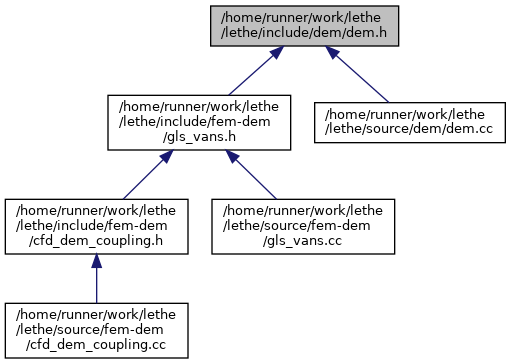 /home/runner/work/lethe
/lethe/include/dem/dem.h
/home/runner/work/lethe
/lethe/include/fem-dem
/gls_vans.h
/home/runner/work/lethe
/lethe/source/dem/dem.cc
/home/runner/work/lethe
/lethe/include/fem-dem
/cfd_dem_coupling.h
/home/runner/work/lethe
/lethe/source/fem-dem
/gls_vans.cc
/home/runner/work/lethe
/lethe/source/fem-dem
/cfd_dem_coupling.cc